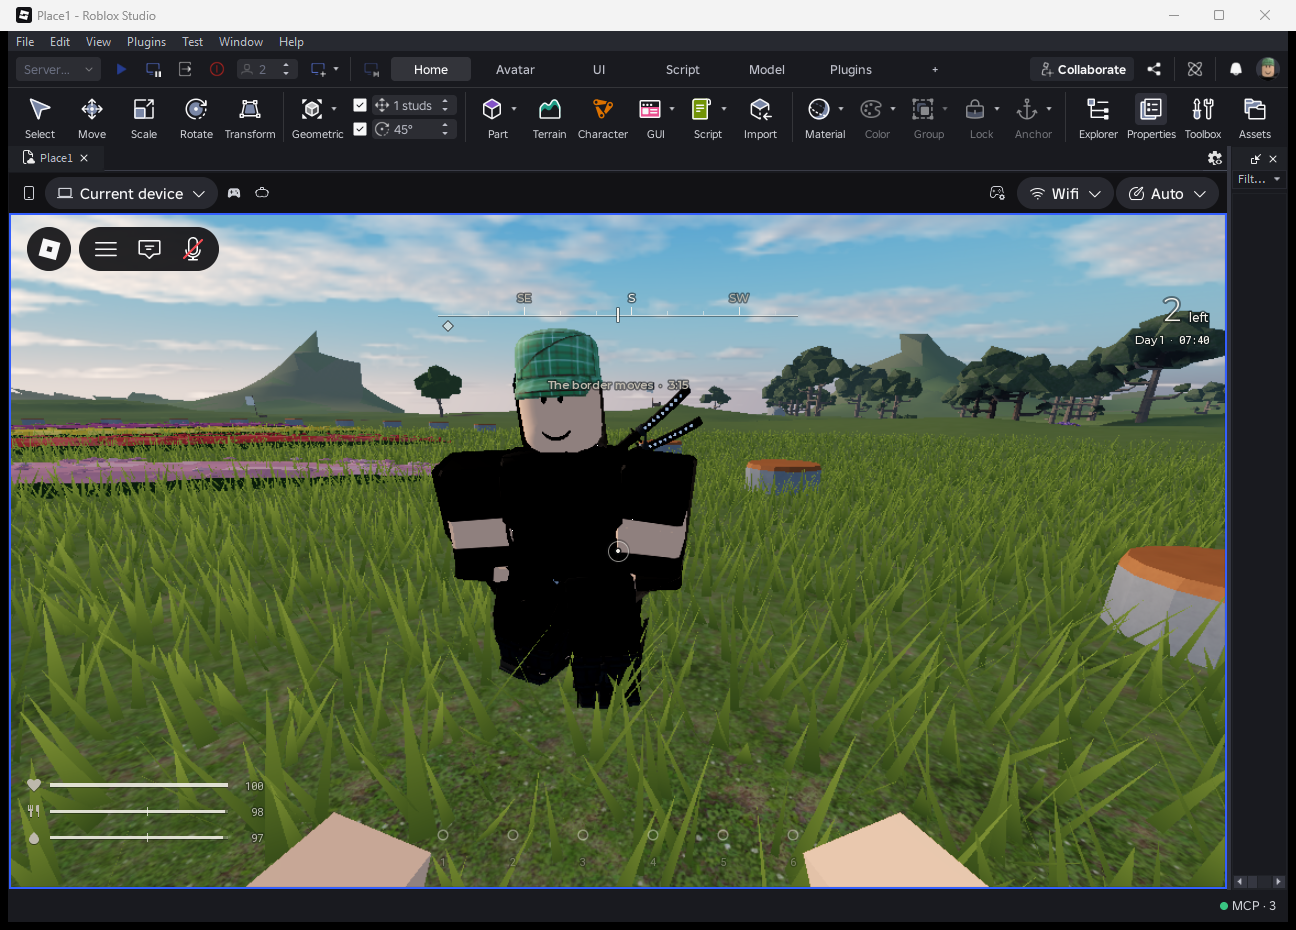 Place1 - Roblox Studio
File Edit View Plugins Test Window Help
Server... 2 Home Avatar UI Script Model Plugins + Collaborate
1 studs
45°
Select Move Scale Rotate Transform Geometric Part Terrain Character GUI Script Import Material Color Group Lock Anchor Explorer Properties Toolbox Assets
Place1
Filt...
Current device Wifi Auto
SE S SW
2 left
Day 1 · 07:40
The border moves · 3:15
100
98
97
1 2 3 4 5 6
MCP · 3